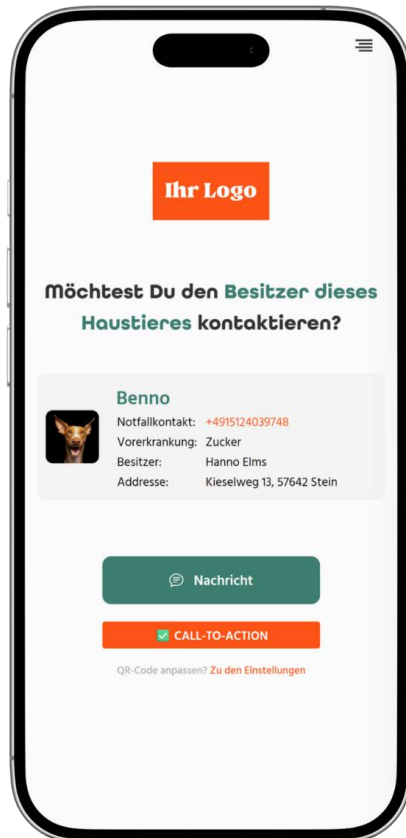 Ihr Logo
Möchtest Du den Besitzer dieses
Haustieres kontaktieren?
Benno
Notfallkontakt: +4915124039748
Vorerkrankung: Zucker
Besitzer: Hanno Elms
Addresse: Kieselweg 13, 57642 Stein
Nachricht
✅ CALL-TO-ACTION
QR-Code anpassen? Zu den Einstellungen